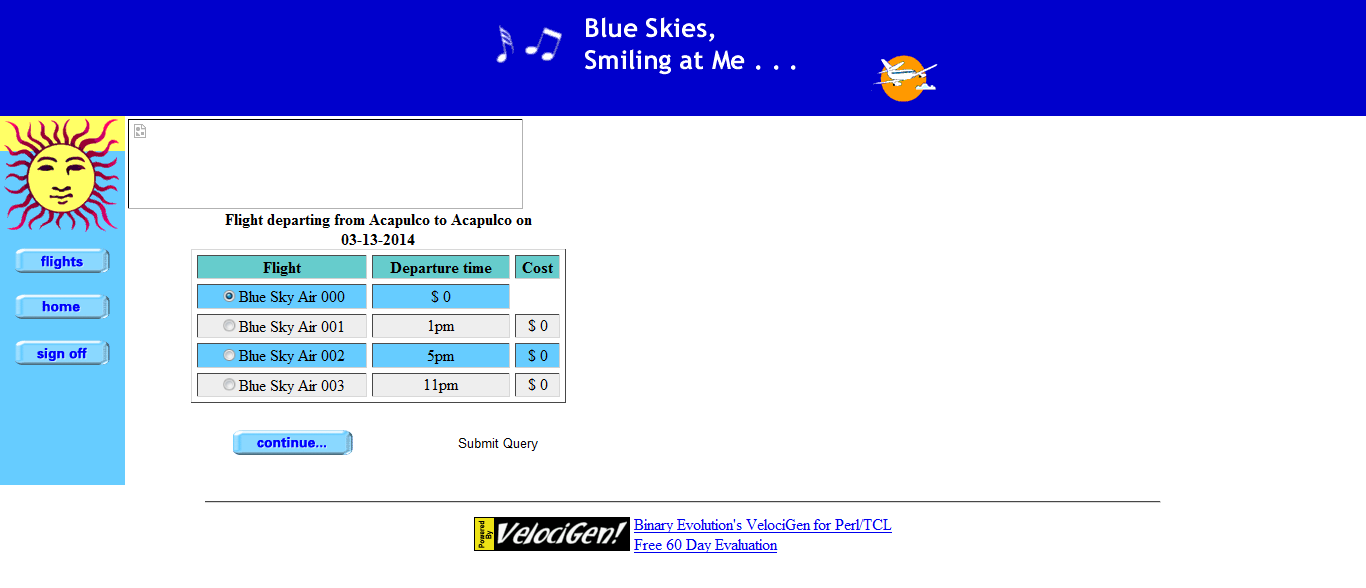 Blue Skies,
Smiling at Me . . .
flights
home
sign off
Flight departing from Acapulco to Acapulco on
03-13-2014
Flight Departure time Cost
Blue Sky Air 000 $ 0
Blue Sky Air 001 1pm $ 0
Blue Sky Air 002 5pm $ 0
Blue Sky Air 003 11pm $ 0
continue... Submit Query
Powered By VelociGen! Binary Evolution's VelociGen for Perl/TCL
Free 60 Day Evaluation